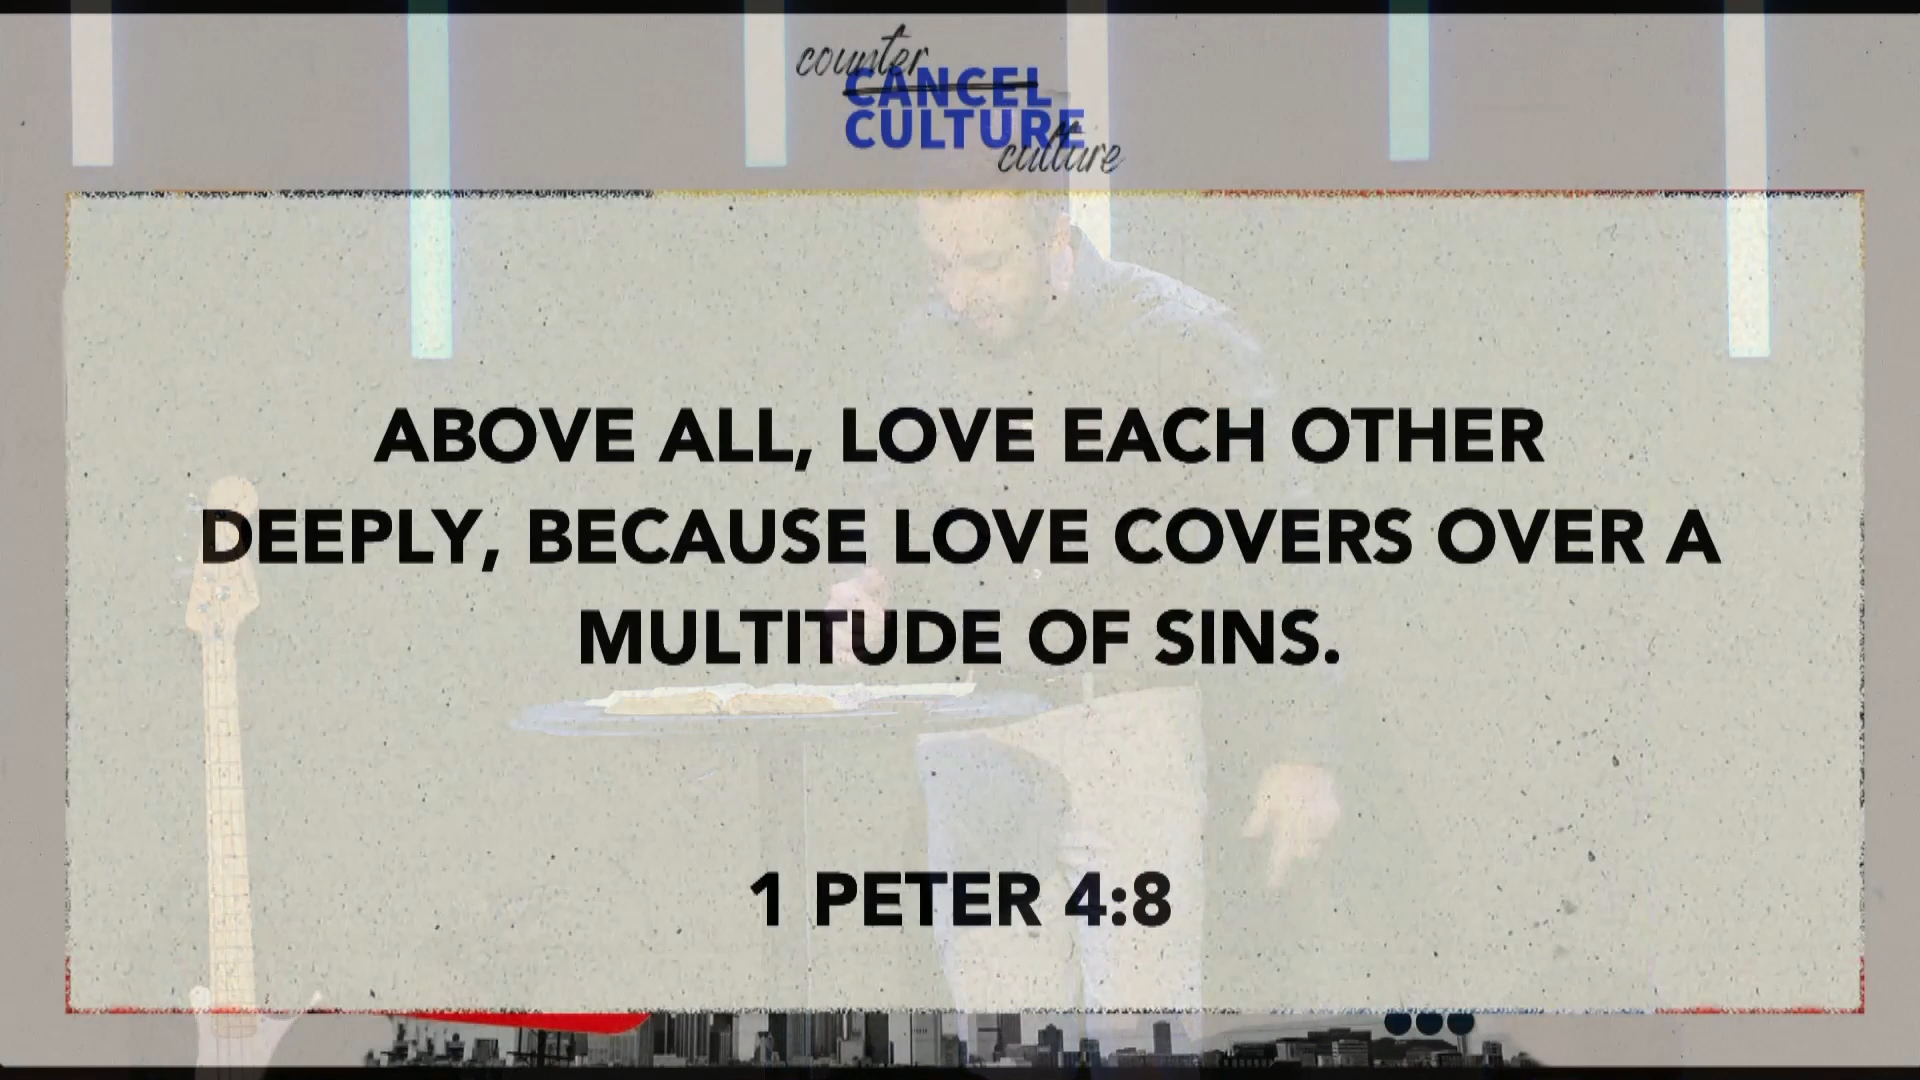 counter
CANCEL
CULTURE
culture
ABOVE ALL, LOVE EACH OTHER
DEEPLY, BECAUSE LOVE COVERS OVER A
MULTITUDE OF SINS.
1 PETER 4:8